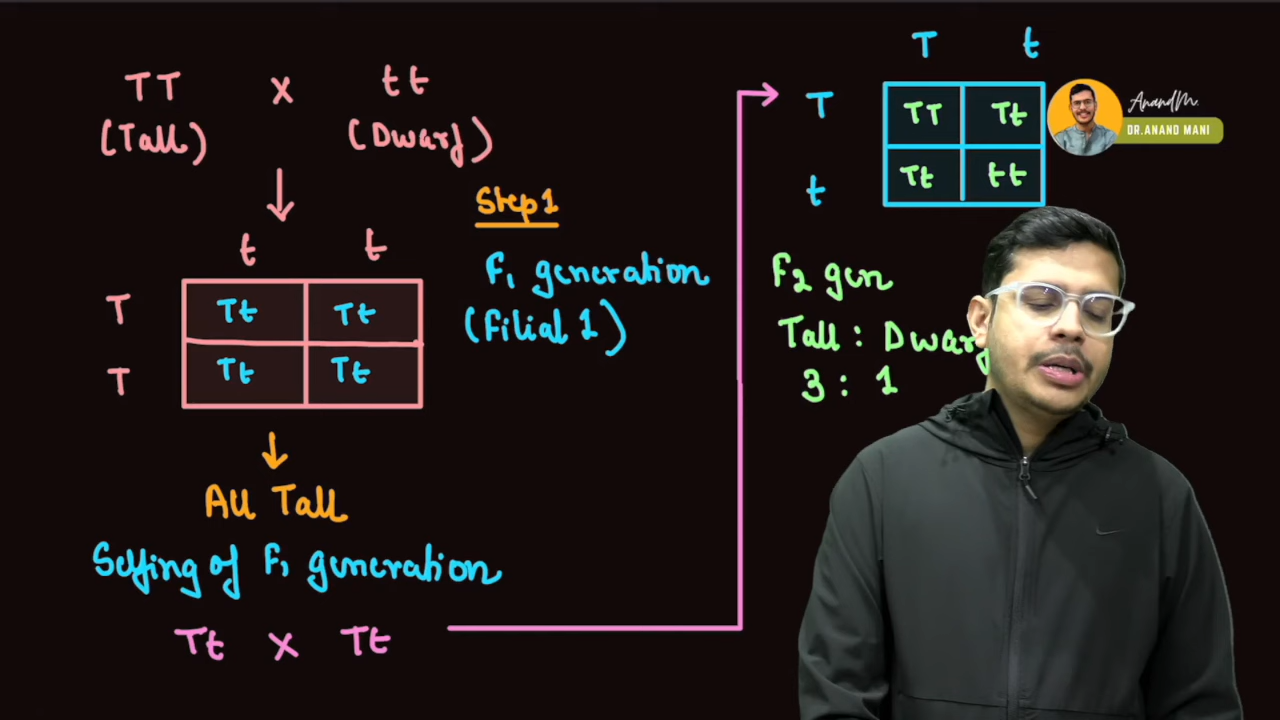 TT x tt
(Tall) (Dwarf)
t t
T Tt Tt
T Tt Tt
Step 1
F1 generation
(Filial 1)
All Tall
Selfing of F1 generation
Tt x Tt
T t
T TT Tt
t Tt tt
F2 gen
Tall : Dwarf
3 : 1
AnandM.
DR.ANAND MANI